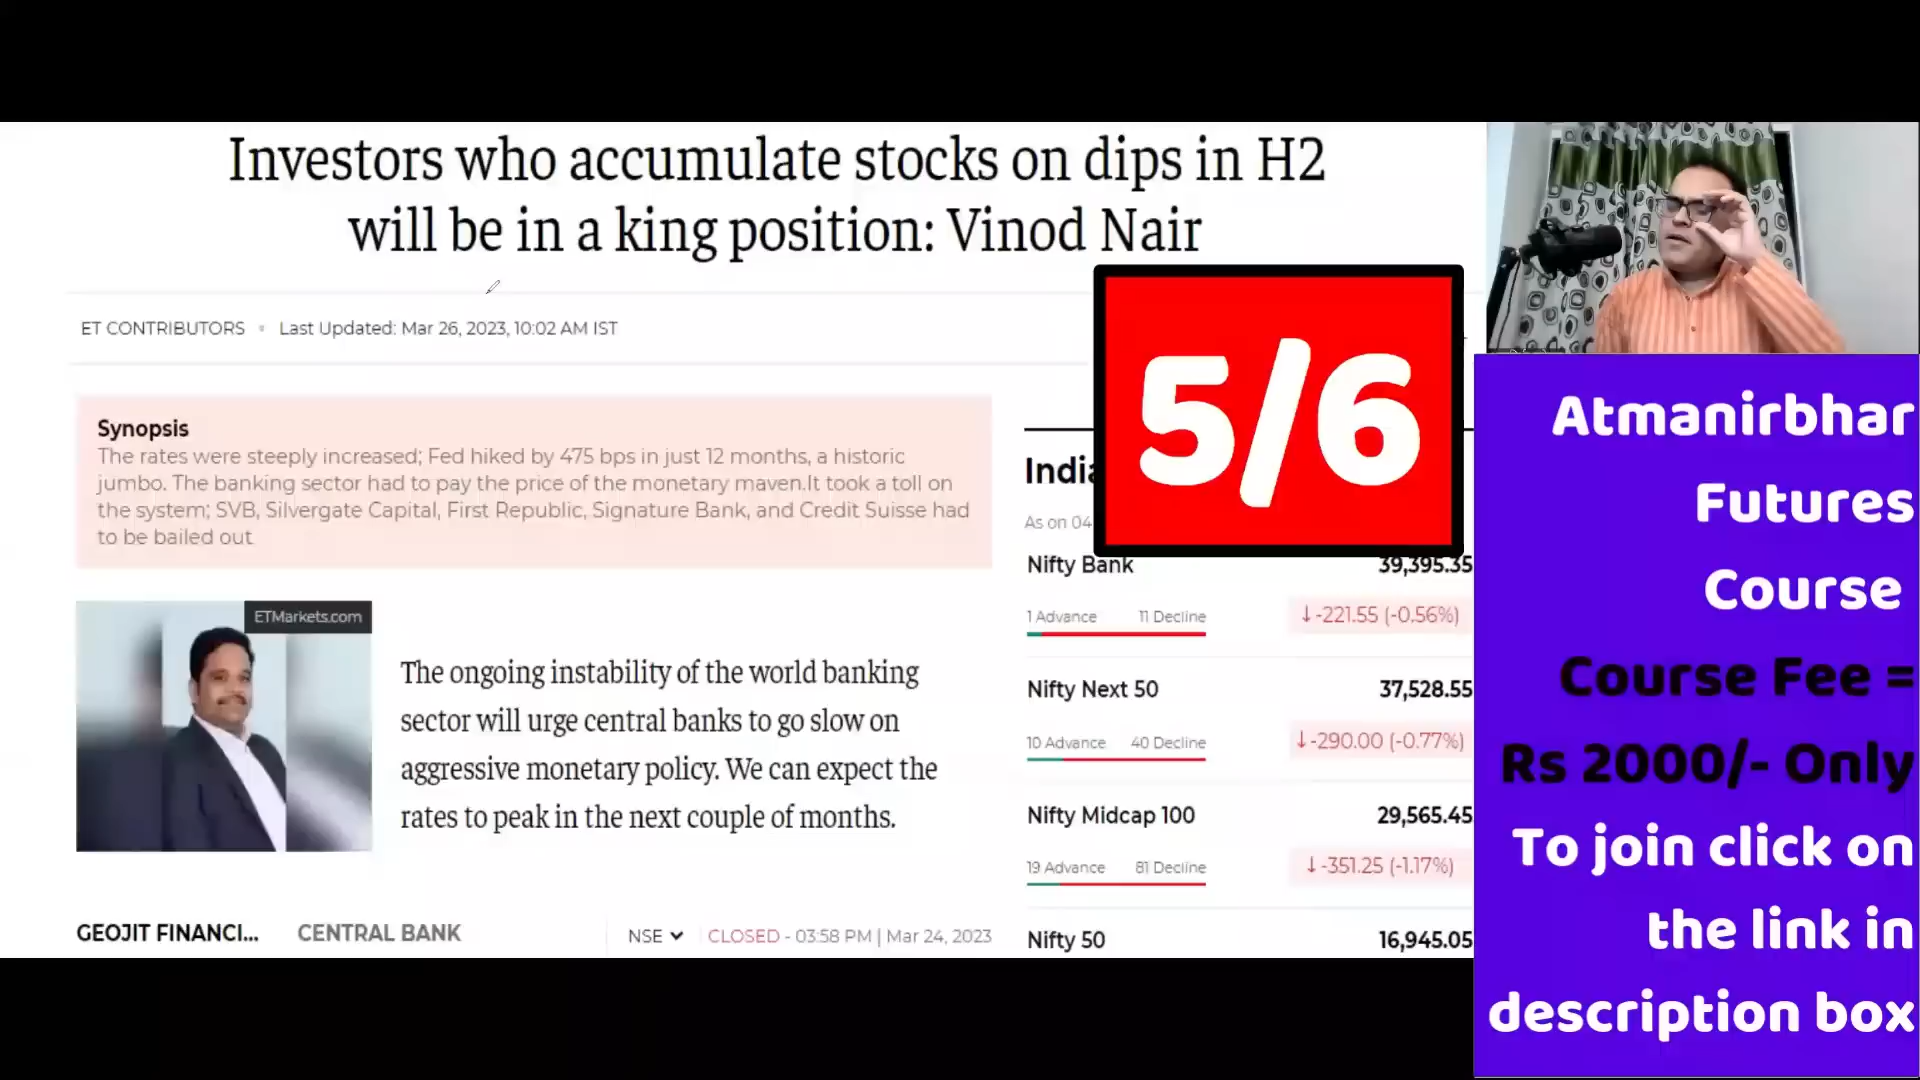 Investors who accumulate stocks on dips in H2
will be in a king position: Vinod Nair
ET CONTRIBUTORS • Last Updated: Mar 26, 2023, 10:02 AM IST
Synopsis
The rates were steeply increased; Fed hiked by 475 bps in just 12 months, a historic
jumbo. The banking sector had to pay the price of the monetary maven.It took a toll on
the system; SVB, Silvergate Capital, First Republic, Signature Bank, and Credit Suisse had
to be bailed out
ETMarkets.com
The ongoing instability of the world banking
sector will urge central banks to go slow on
aggressive monetary policy. We can expect the
rates to peak in the next couple of months.
GEOJIT FINANCI... CENTRAL BANK
NSE CLOSED - 03:58 PM | Mar 24, 2023
5/6
As on 04
Nifty Bank 39,395.35
1 Advance 11 Decline ↓-221.55 (-0.56%)
Nifty Next 50 37,528.55
10 Advance 40 Decline ↓-290.00 (-0.77%)
Nifty Midcap 100 29,565.45
19 Advance 81 Decline ↓-351.25 (-1.17%)
Nifty 50 16,945.05
Atmanirbhar
Futures
Course
Course Fee =
Rs 2000/- Only
To join click on
the link in
description box